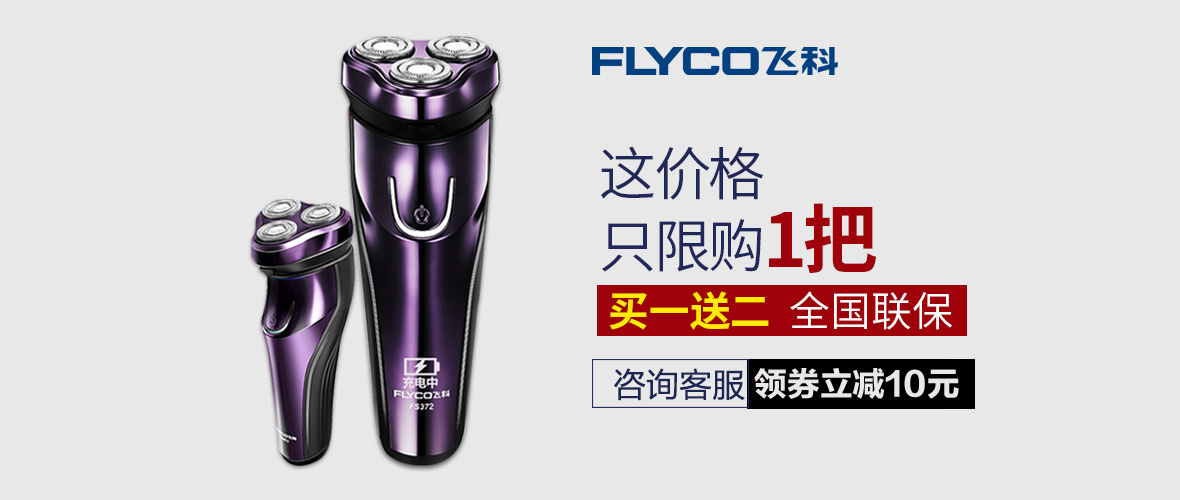 FLYCO飞科
这价格
只限购1把
买一送二 全国联保
咨询客服 领券立减10元
充电中
FLYCO飞科
FS372